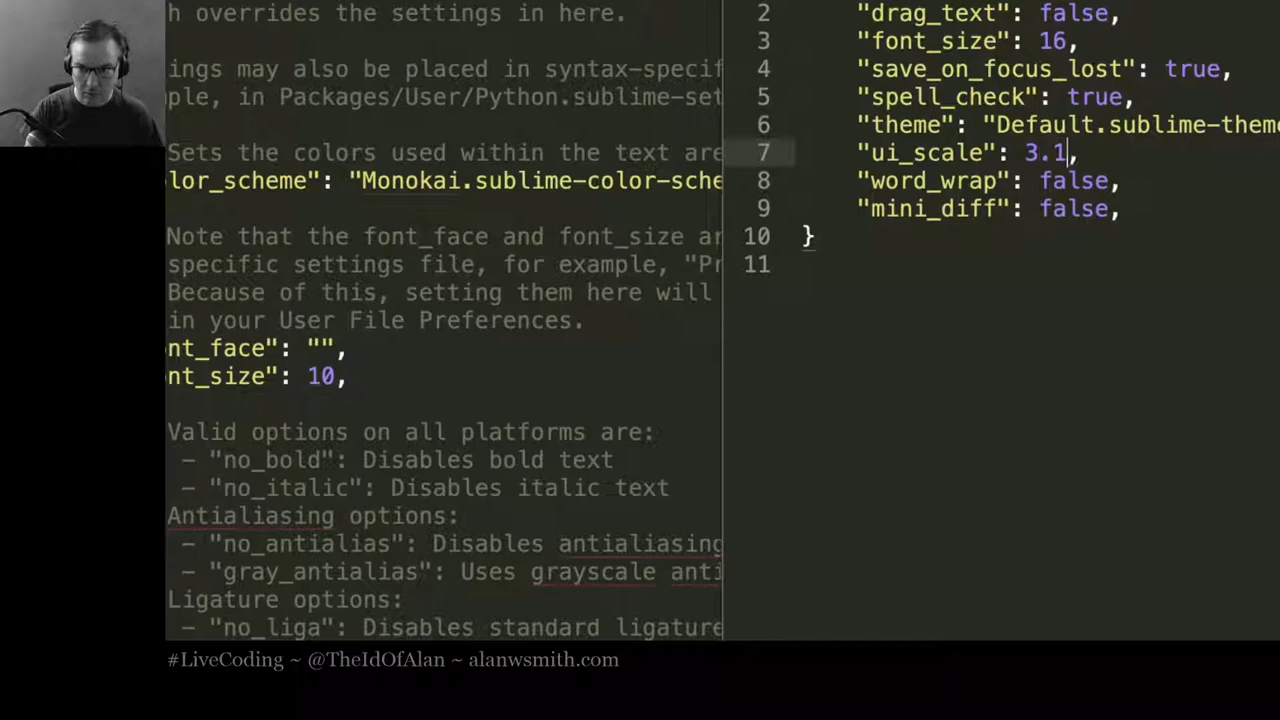 h overrides the settings in here.
ings may also be placed in syntax-specif
ple, in Packages/User/Python.sublime-set
Sets the colors used within the text are
lor_scheme": "Monokai.sublime-color-sche
Note that the font_face and font_size ar
specific settings file, for example, "Pr
Because of this, setting them here will
in your User File Preferences.
nt_face": "",
nt_size": 10,
Valid options on all platforms are:
- "no_bold": Disables bold text
- "no_italic": Disables italic text
Antialiasing options:
- "no_antialias": Disables antialiasing
- "gray_antialias": Uses grayscale anti
Ligature options:
- "no_liga": Disables standard ligature
2 "drag_text": false,
3 "font_size": 16,
4 "save_on_focus_lost": true,
5 "spell_check": true,
6 "theme": "Default.sublime-theme
7 "ui_scale": 3.1,
8 "word_wrap": false,
9 "mini_diff": false,
10 }
11
#LiveCoding ~ @TheIdOfAlan ~ alanwsmith.com